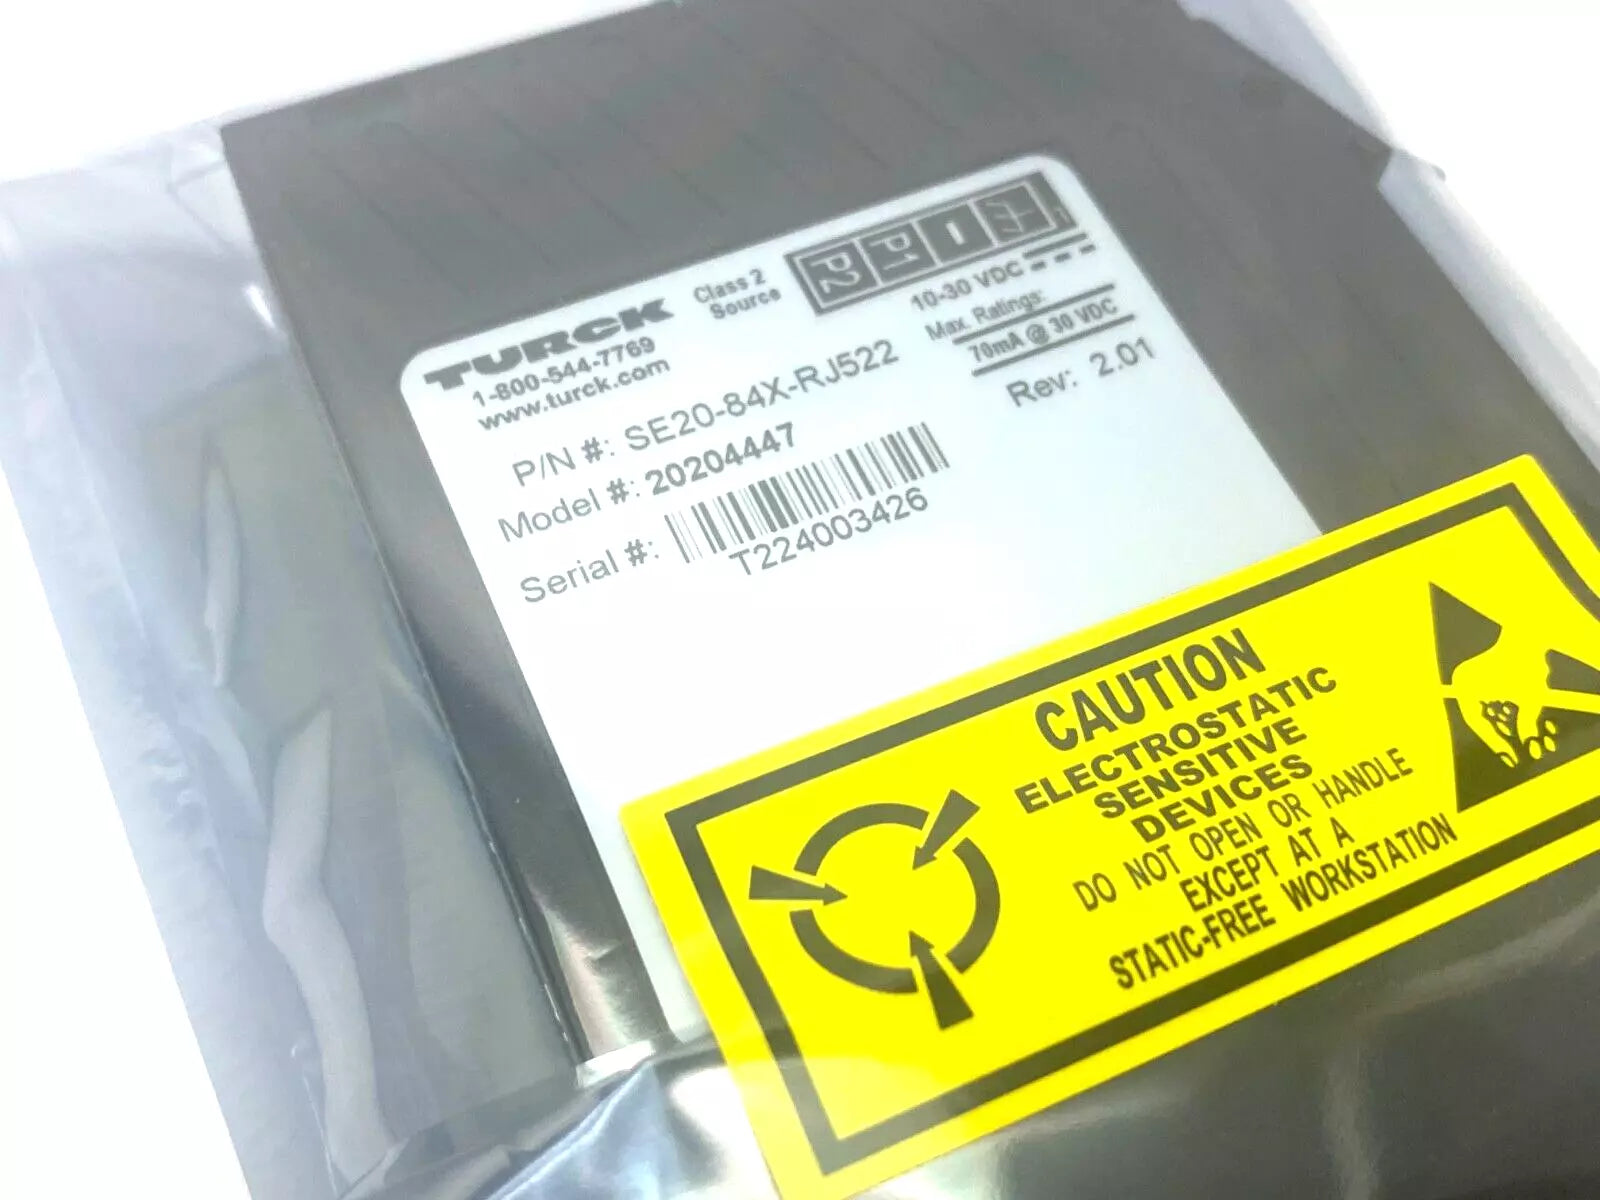 TURCK
Class 2
Source
1-800-544-7769
www.turck.com
P2
P1
10-30 VDC
Max. Ratings:
70mA @ 30 VDC
P/N #: SE20-84X-RJ522
Rev: 2.01
Model #: 20204447
Serial #:
T224003426
CAUTION
ELECTROSTATIC
SENSITIVE
DEVICES
DO NOT OPEN OR HANDLE
EXCEPT AT A
STATIC-FREE WORKSTATION